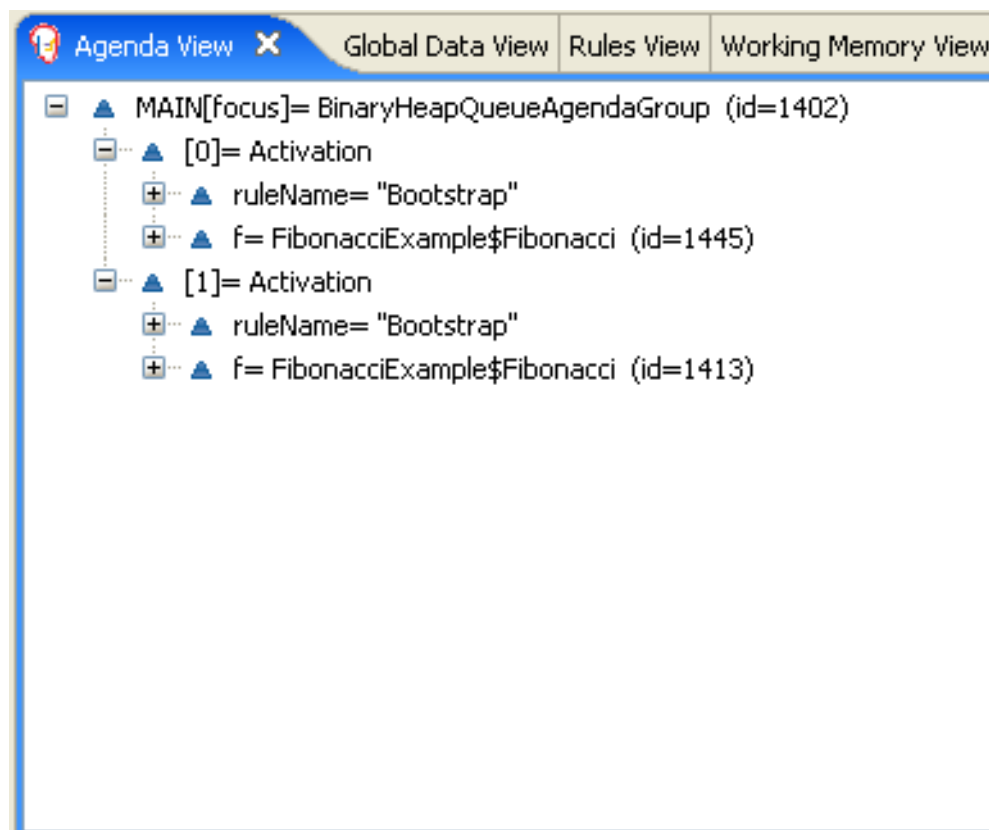 Agenda View Global Data View Rules View Working Memory View
MAIN[focus]= BinaryHeapQueueAgendaGroup (id=1402)
[0]= Activation
ruleName= "Bootstrap"
f= FibonacciExample$Fibonacci (id=1445)
[1]= Activation
ruleName= "Bootstrap"
f= FibonacciExample$Fibonacci (id=1413)